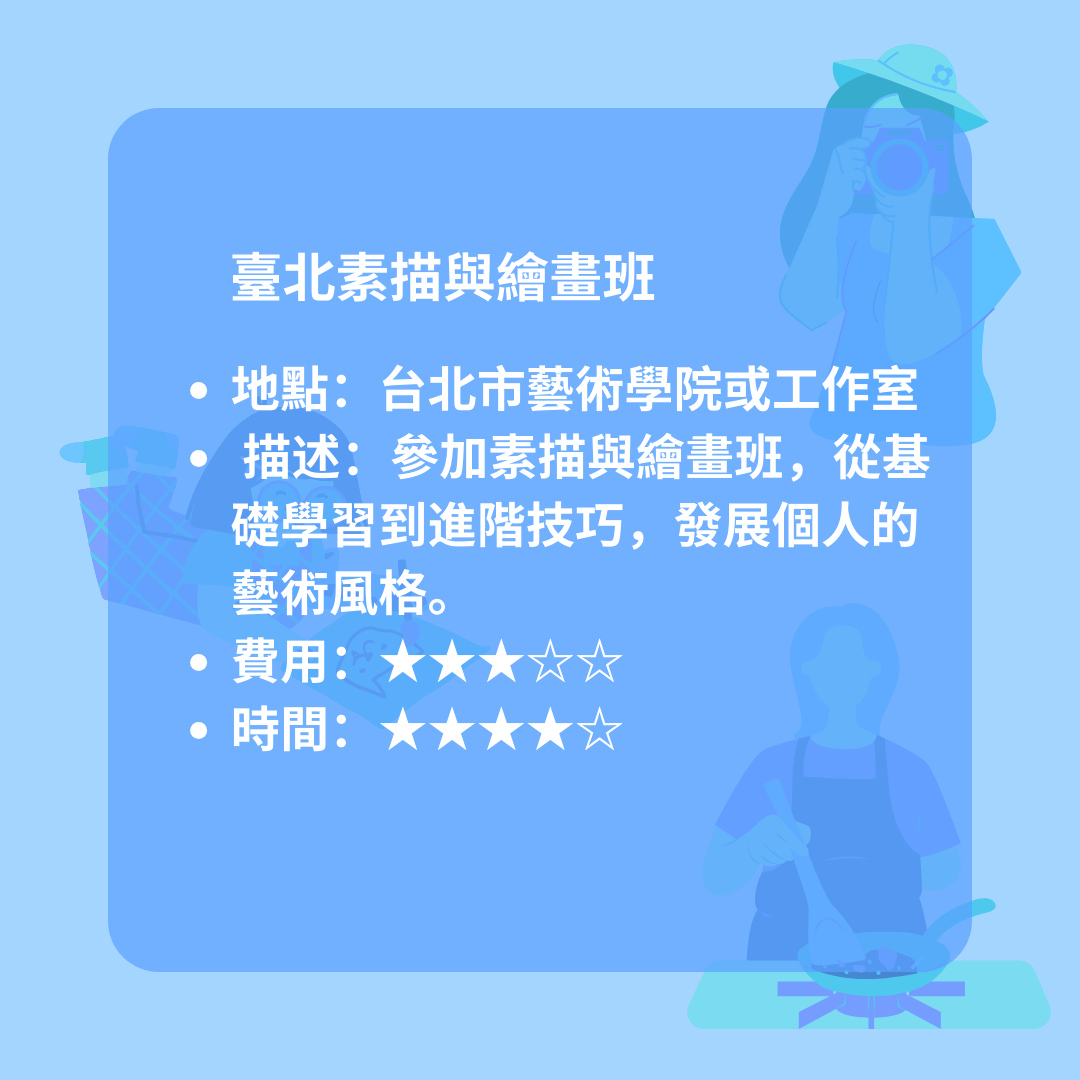 臺北素描與繪畫班
• 地點：台北市藝術學院或工作室
• 描述：參加素描與繪畫班，從基
礎學習到進階技巧，發展個人的
藝術風格。
• 費用：★★★☆☆
• 時間：★★★★☆